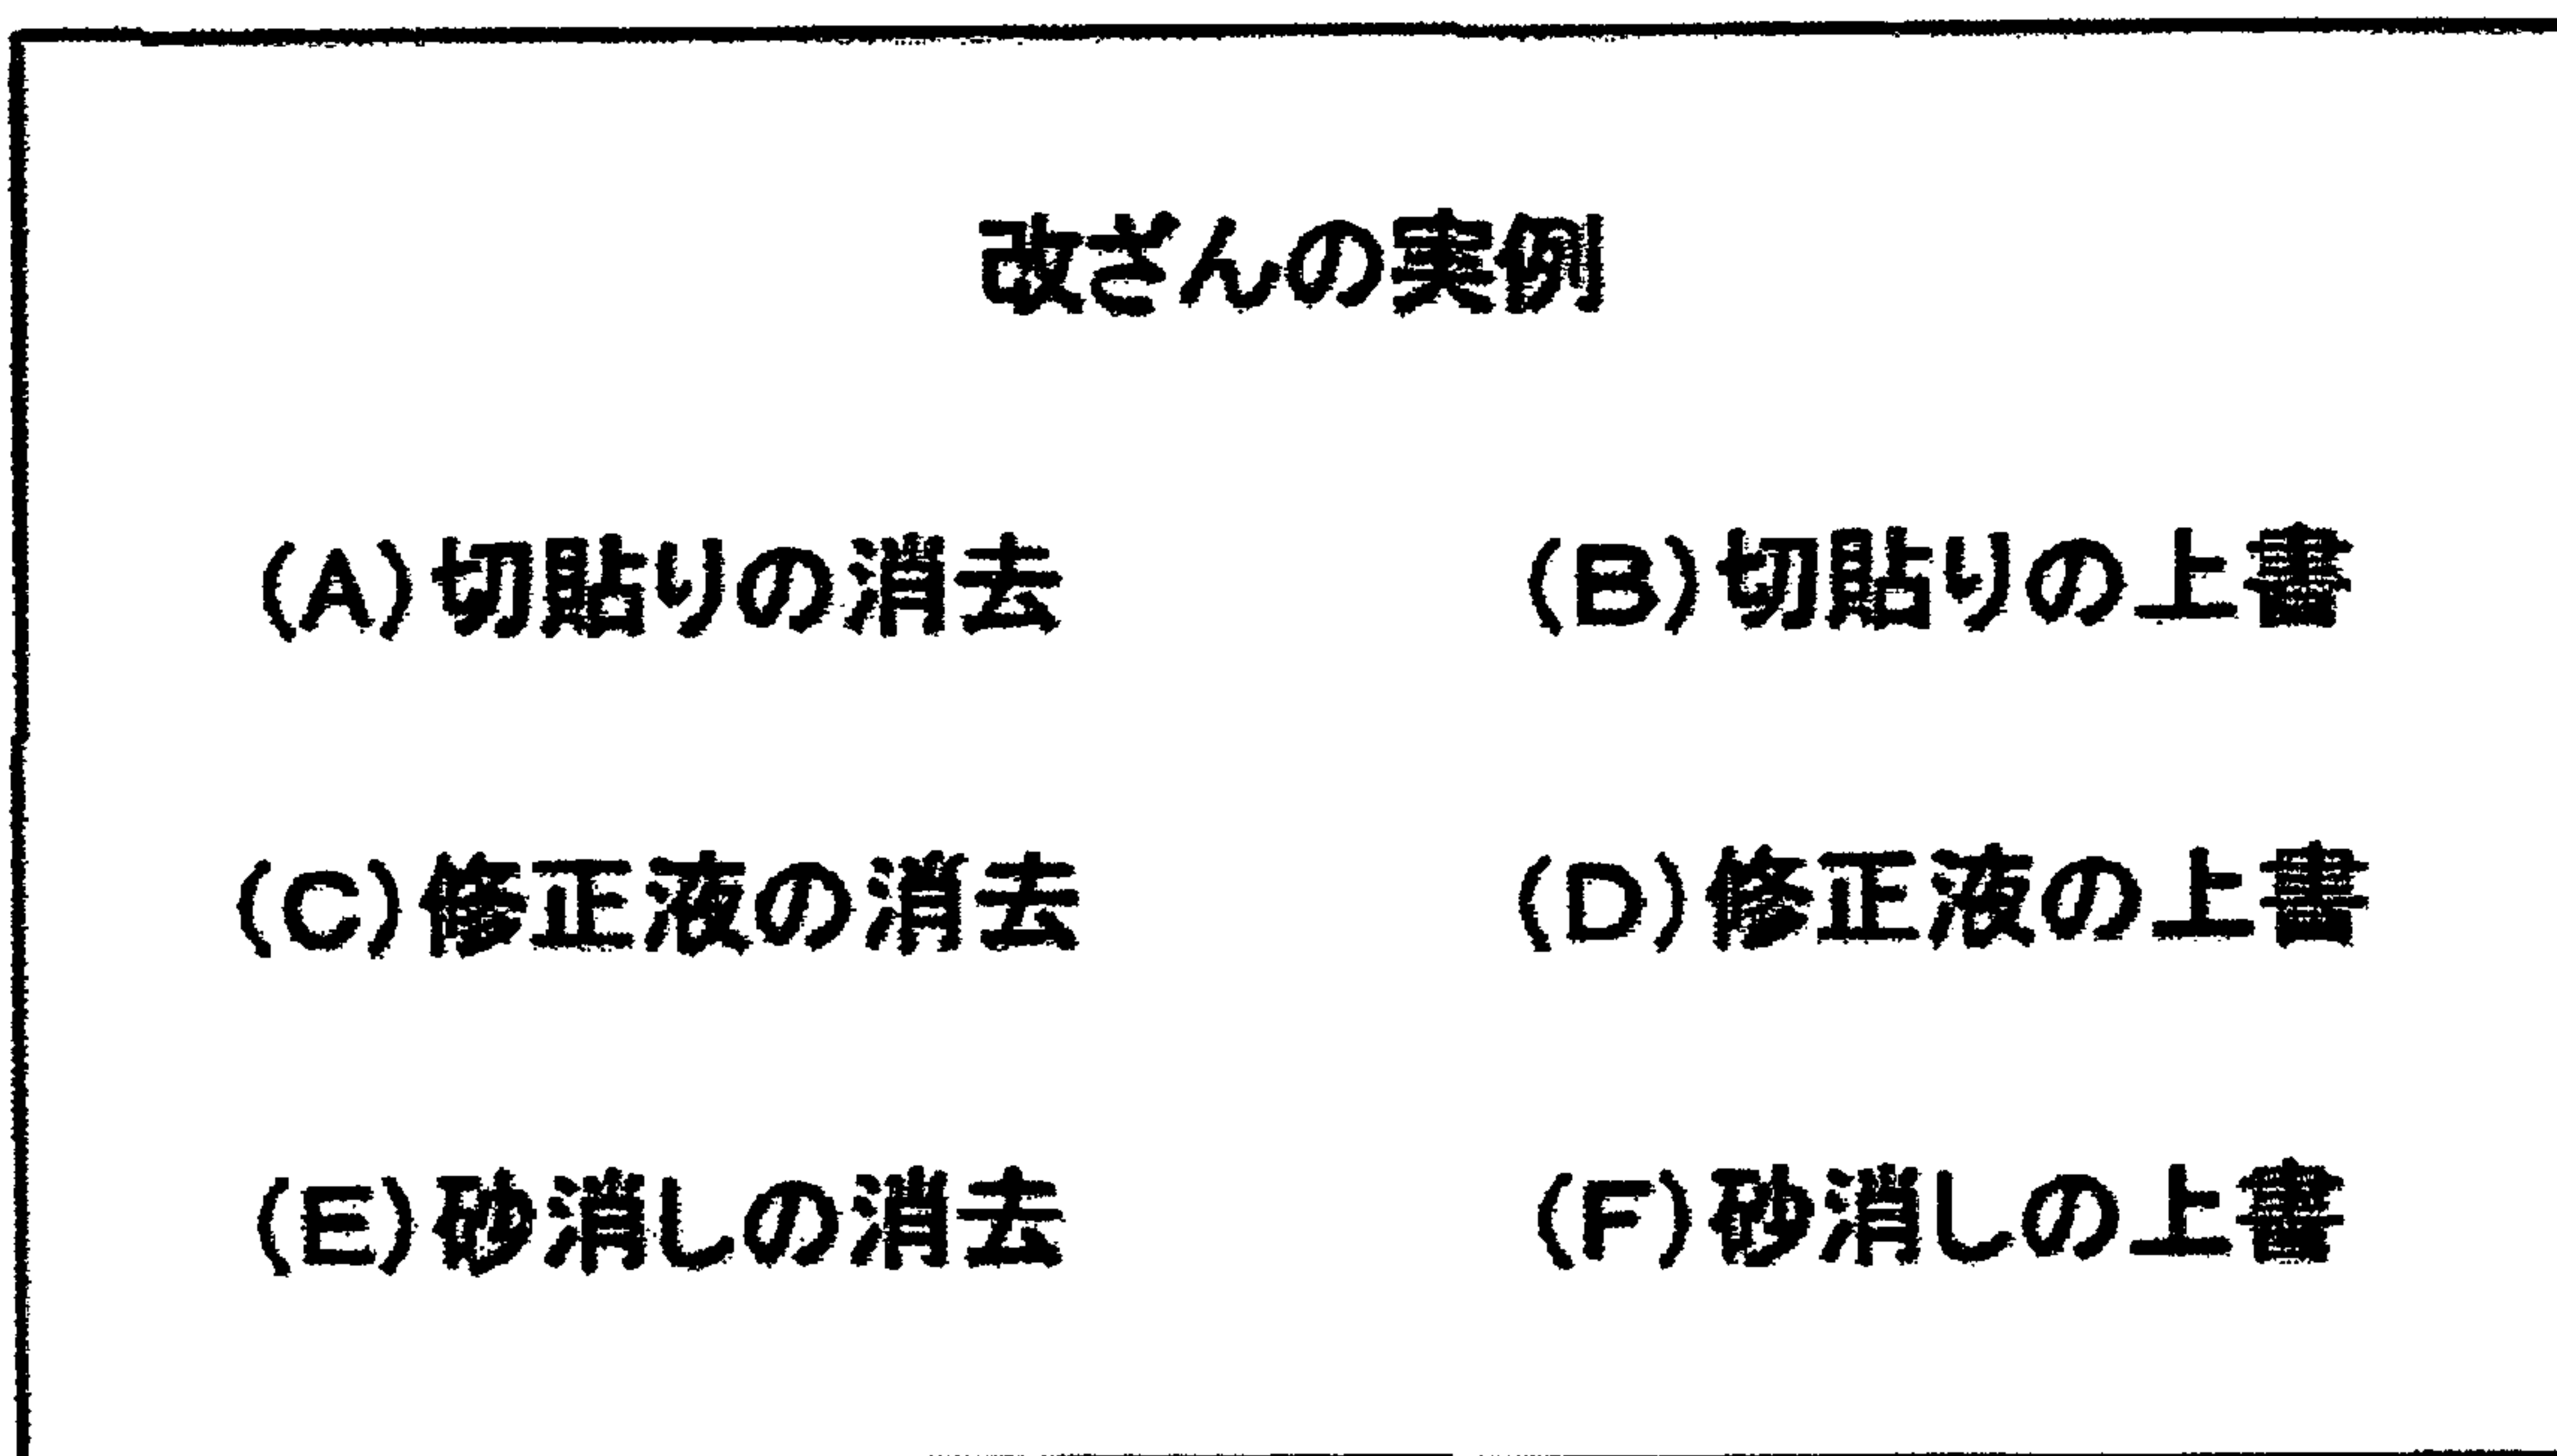 改ざんの実例
(A)切貼りの消去 (B)切貼りの上書
(C)修正液の消去 (D)修正液の上書
(E)砂消しの消去 (F)砂消しの上書